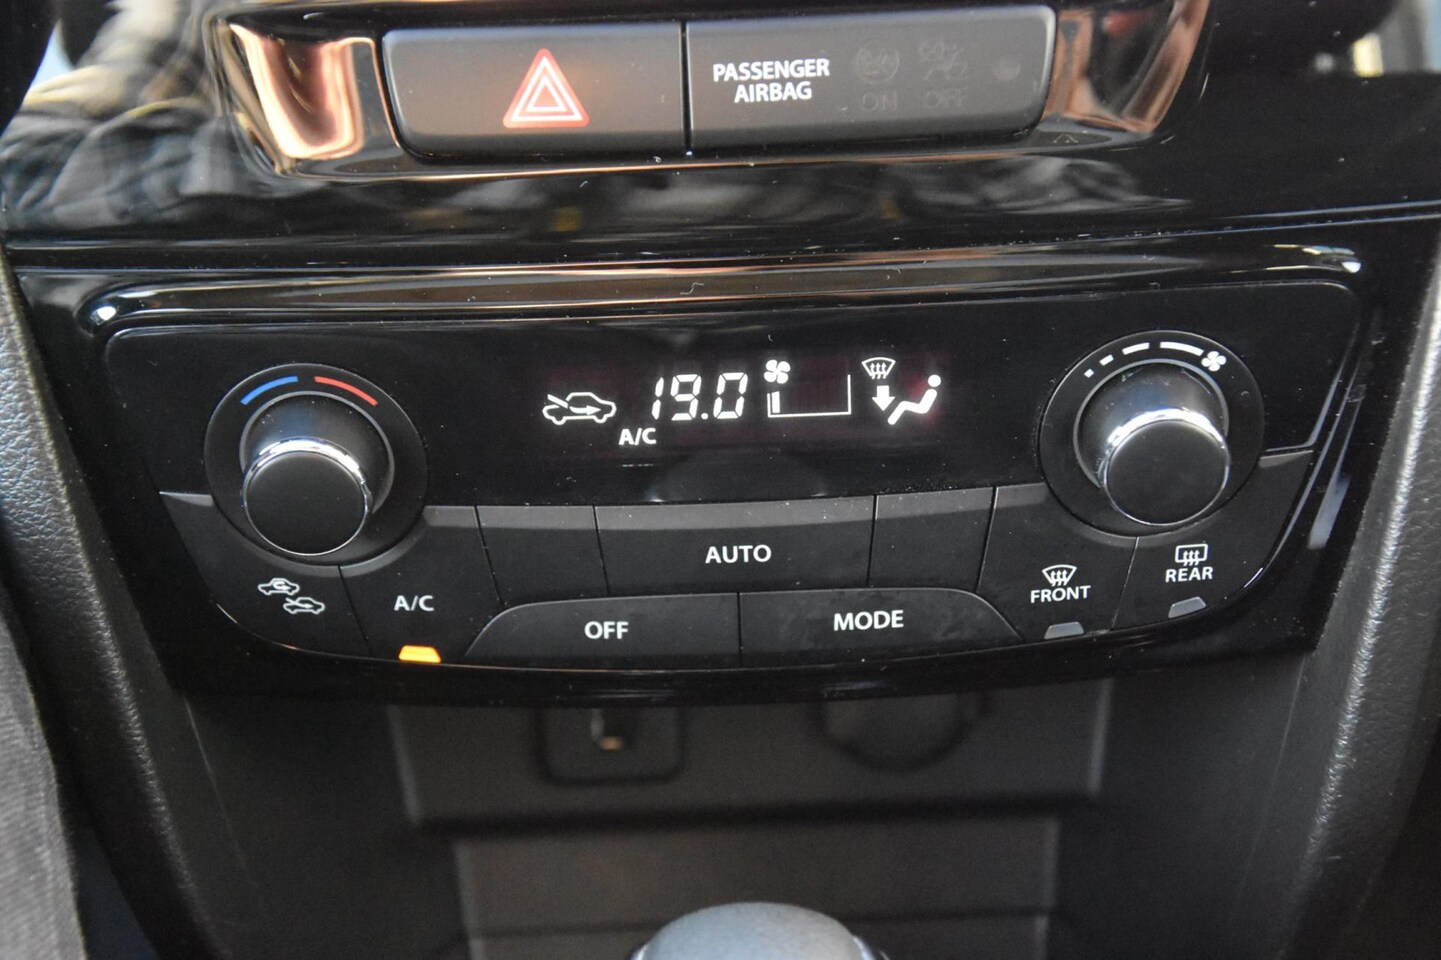 PASSENGER
AIRBAG
ON OFF
19.0
A/C
AUTO
A/C
OFF
MODE
FRONT
REAR